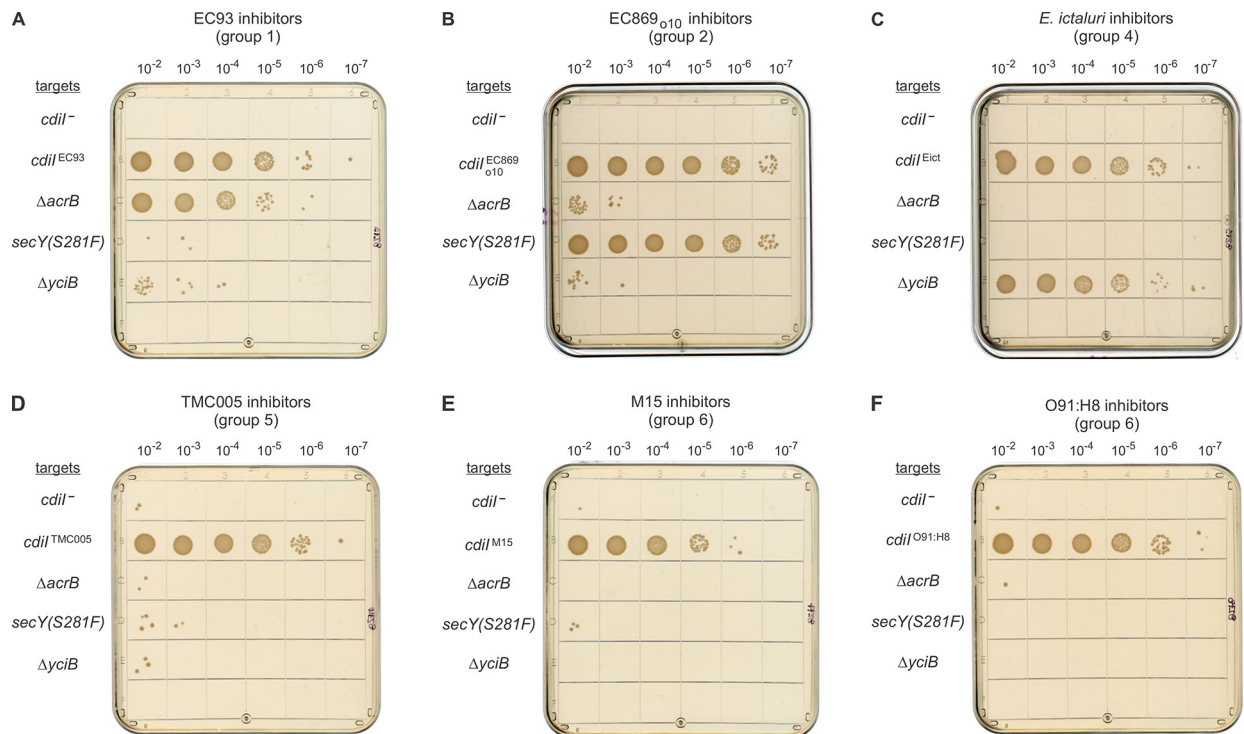 A
EC93 inhibitors
(group 1)
10-2 10-3 10-4 10-5 10-6 10-7
targets
cdiI–
cdiI EC93
ΔacrB
secY(S281F)
ΔyciB
B
EC869 o10 inhibitors
(group 2)
10-2 10-3 10-4 10-5 10-6 10-7
targets
cdiI–
cdiI EC869 o10
ΔacrB
secY(S281F)
ΔyciB
C
E. ictaluri inhibitors
(group 4)
10-2 10-3 10-4 10-5 10-6 10-7
targets
cdiI–
cdiI Eict
ΔacrB
secY(S281F)
ΔyciB
D
TMC005 inhibitors
(group 5)
10-2 10-3 10-4 10-5 10-6 10-7
targets
cdiI–
cdiI TMC005
ΔacrB
secY(S281F)
ΔyciB
E
M15 inhibitors
(group 6)
10-2 10-3 10-4 10-5 10-6 10-7
targets
cdiI–
cdiI M15
ΔacrB
secY(S281F)
ΔyciB
F
O91:H8 inhibitors
(group 6)
10-2 10-3 10-4 10-5 10-6 10-7
targets
cdiI–
cdiI O91:H8
ΔacrB
secY(S281F)
ΔyciB